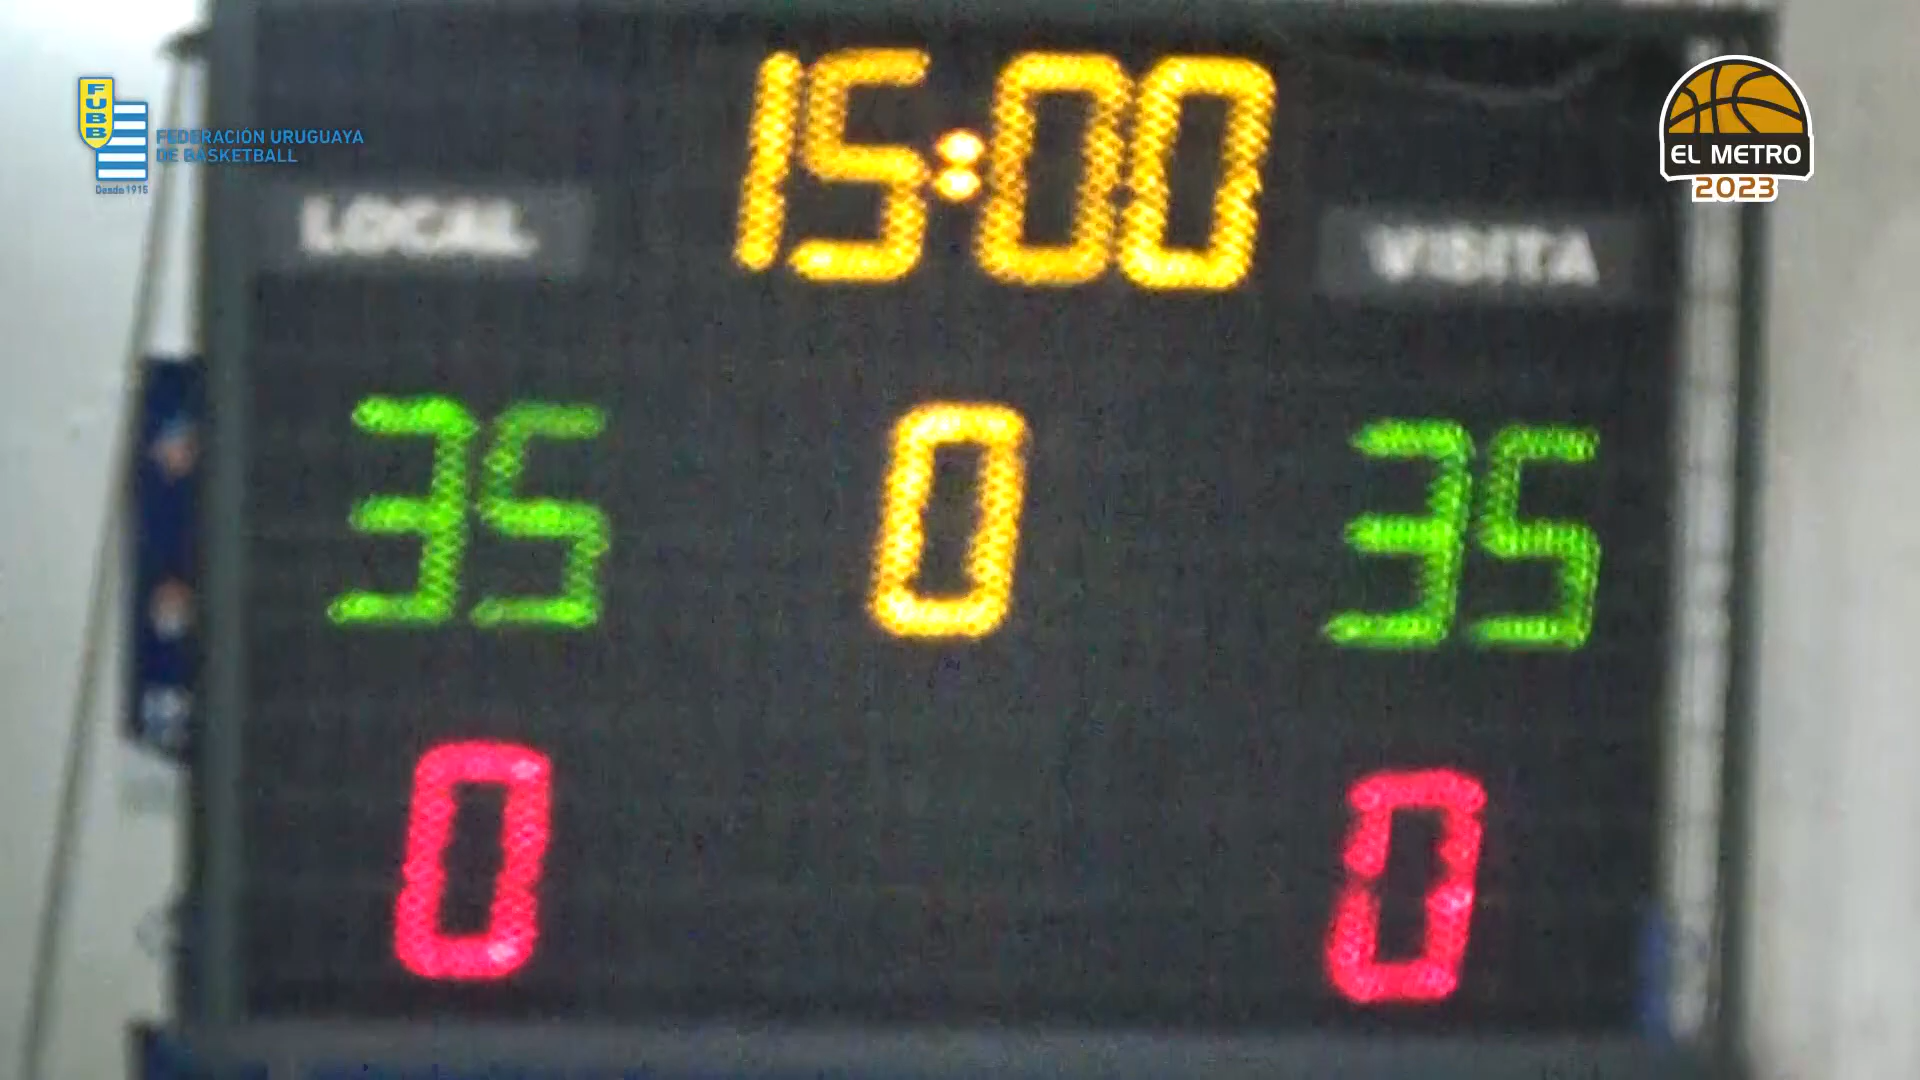 FUBB
FEDERACIÓN URUGUAYA
DE BASKETBALL
Desde 1915
EL METRO
2023
15:00
LOCAL
VISITA
35 0 35
0 0